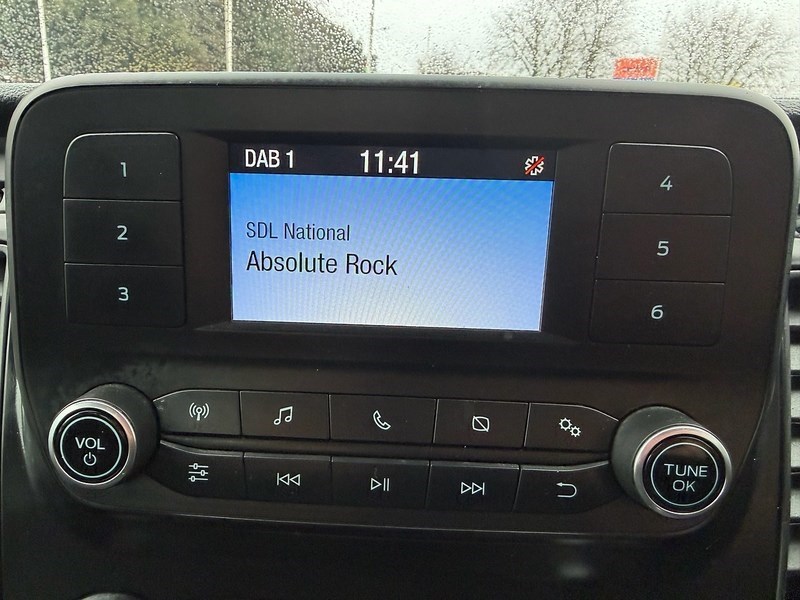 DAB 1 11:41
SDL National
Absolute Rock
1
2
3
4
5
6
VOL
TUNE
OK